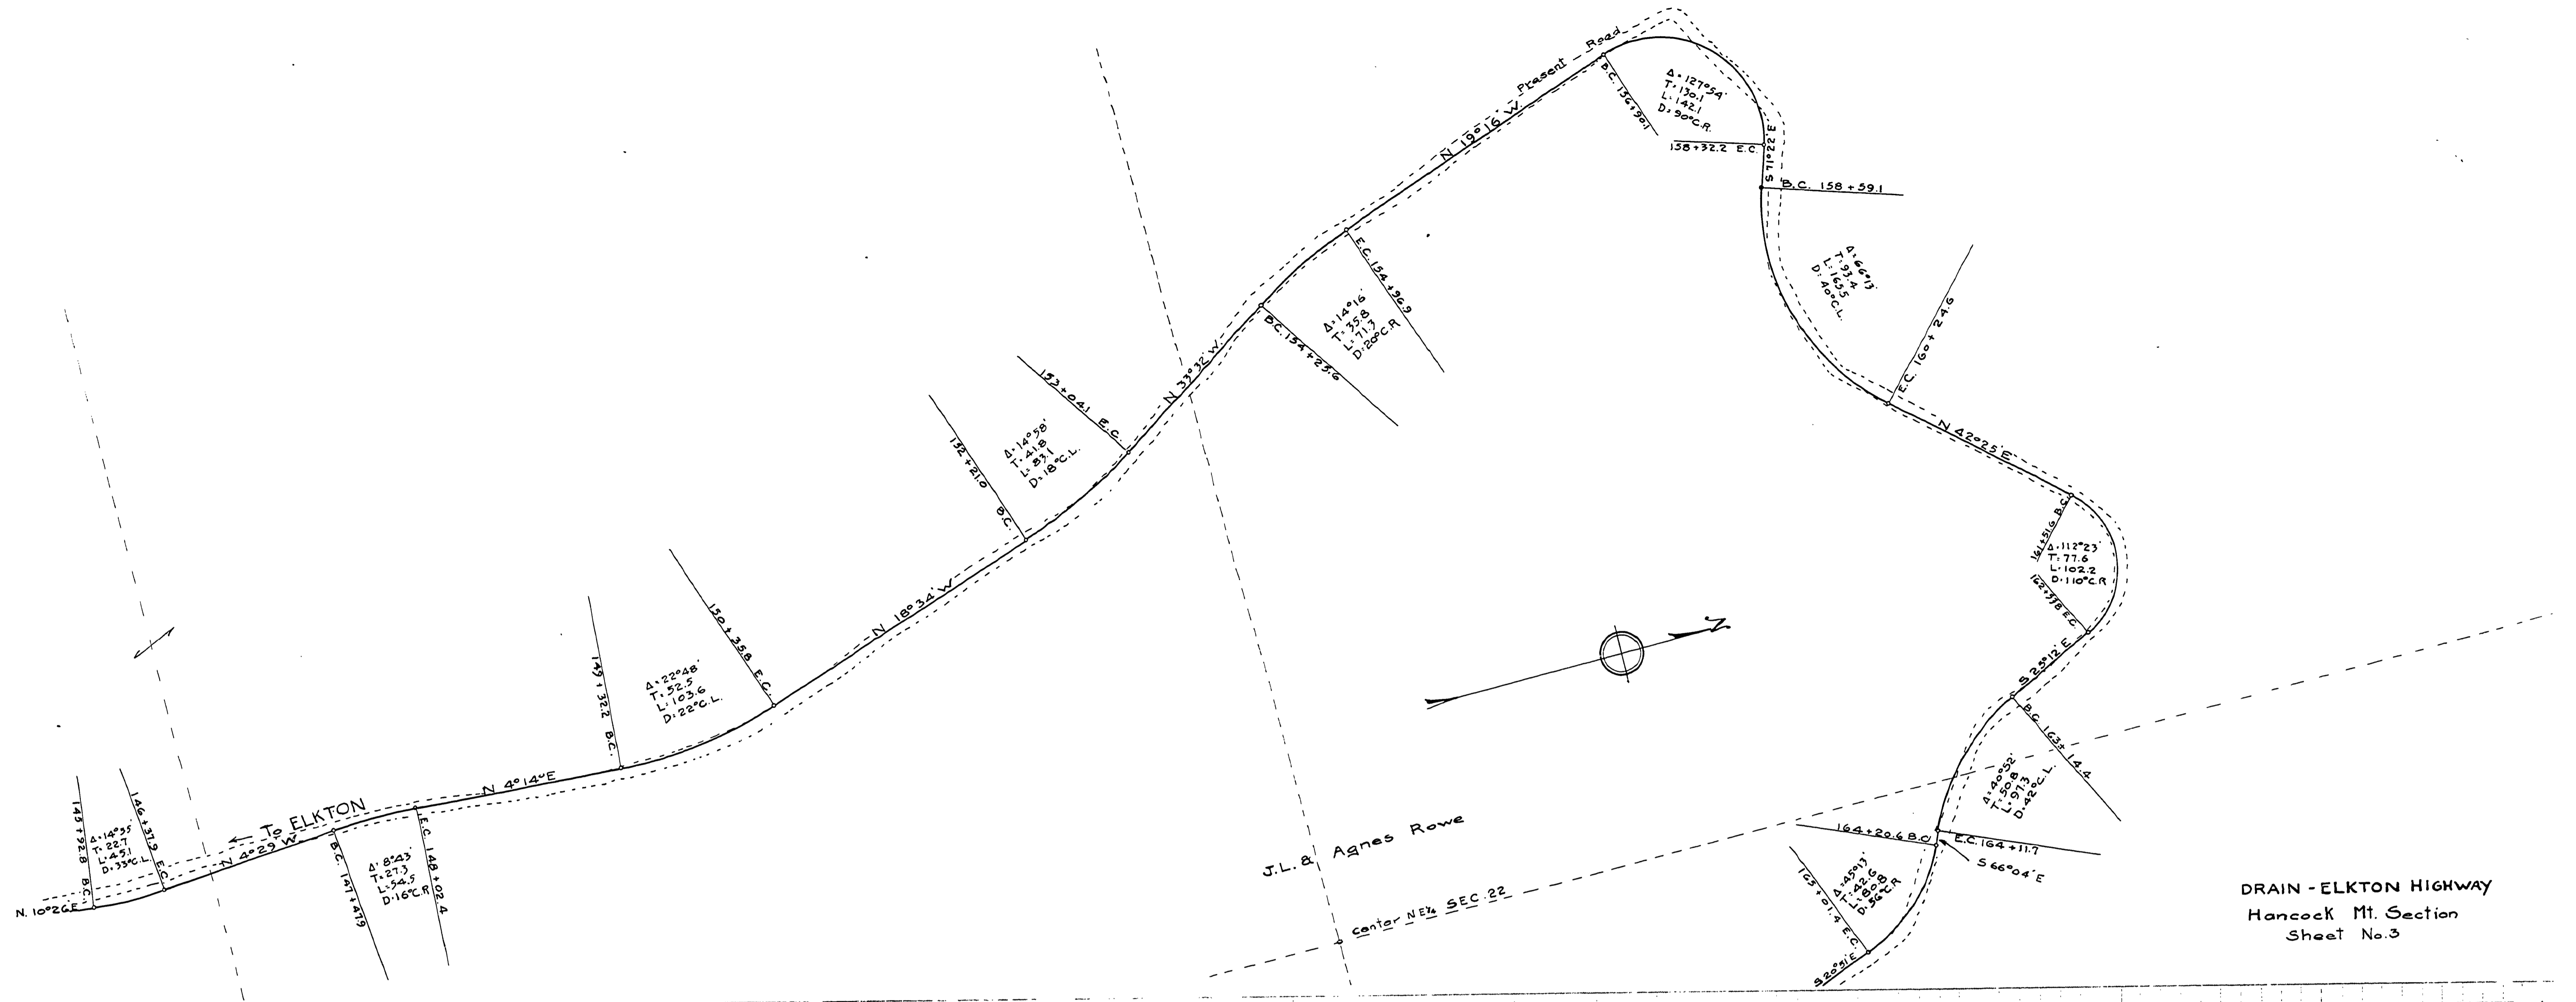 N. 10°26'E
145+92.8 B.C.
Δ=14°55'
T=22.7
L=45.1
D=33°C.L.
146+37.9 E.C.
← To ELKTON
N 4°29' W
B.C. 147+47.9
Δ=8°43'
T=27.3
L=54.5
D=16°C.R
E.C. 148+02.4
N 4°14' E
149+32.2 B.C.
Δ=22°48'
T=52.5
L=103.6
D=22°C.L.
150+35.8 E.C.
N 18°34' W
152+21.0 B.C.
Δ=14°58'
T=41.8
L=83.1
D=18°C.L.
153+04.1 E.C.
N 33°32' W.
B.C. 154+25.6
Δ=14°16'
T=35.8
L=71.3
D=20°C.R
E.C. 154+96.9
N 19°16' W
Present Road
B.C. 156+90.1
Δ=127°54'
T=130.1
L=142.1
D=90°C.R.
158+32.2 E.C.
S 71°22' E
B.C. 158+59.1
Δ=66°13'
T=93.4
L=165.5
D=40°C.L.
E.C. 160+24.6
N 42°25' E
161+51.6 B.C.
Δ=112°23'
T=77.6
L=102.2
D=110°C.R
162+53.8 E.C.
S 25°12' E
B.C. 163+14.4
Δ=40°52'
T=50.8
L=97.3
D=42°C.L.
E.C. 164+11.7
S 66°04' E
164+20.6 B.C
Δ=45°13'
T=42.6
L=80.8
D=56°C.R
165+01.4 E.C.
S 20°51' E
N
J.L. & Agnes Rowe
Center NE¼ SEC. 22
DRAIN - ELKTON HIGHWAY
Hancock Mt. Section
Sheet No. 3